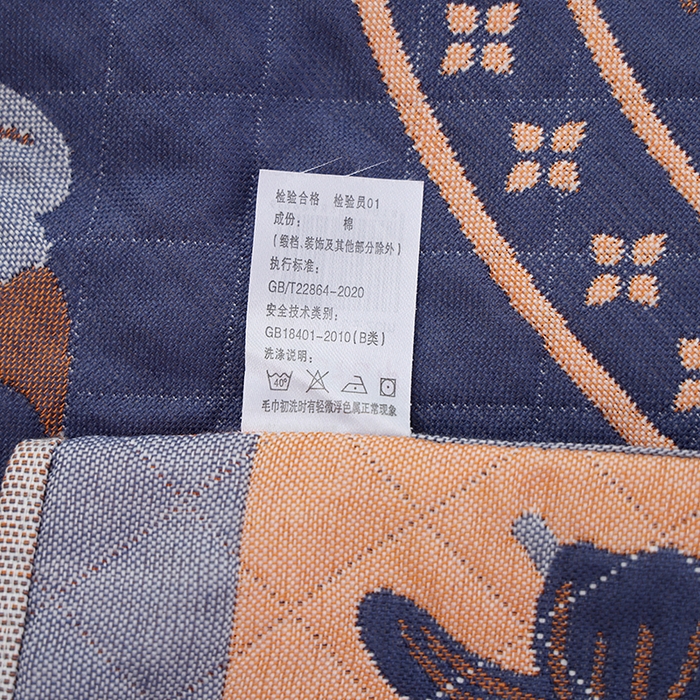 检验合格 检验员01
成份: 棉
(缎档、装饰及其他部分除外)
执行标准:
GB/T22864-2020
安全技术类别:
GB18401-2010(B类)
洗涤说明:
40°
毛巾初洗时有轻微浮色属正常现象